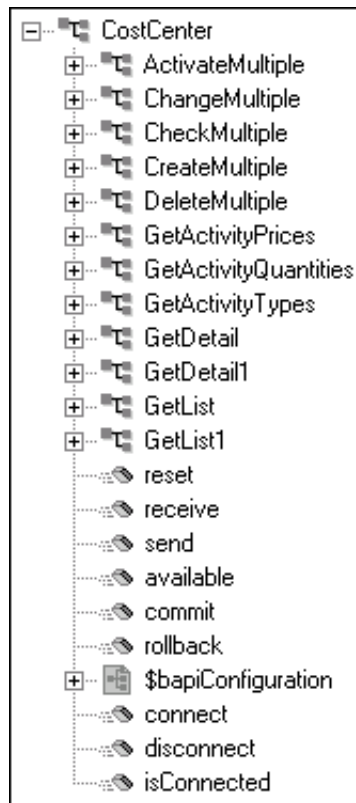 CostCenter
ActivateMultiple
ChangeMultiple
CheckMultiple
CreateMultiple
DeleteMultiple
GetActivityPrices
GetActivityQuantities
GetActivityTypes
GetDetail
GetDetail1
GetList
GetList1
reset
receive
send
available
commit
rollback
$bapiConfiguration
connect
disconnect
isConnected